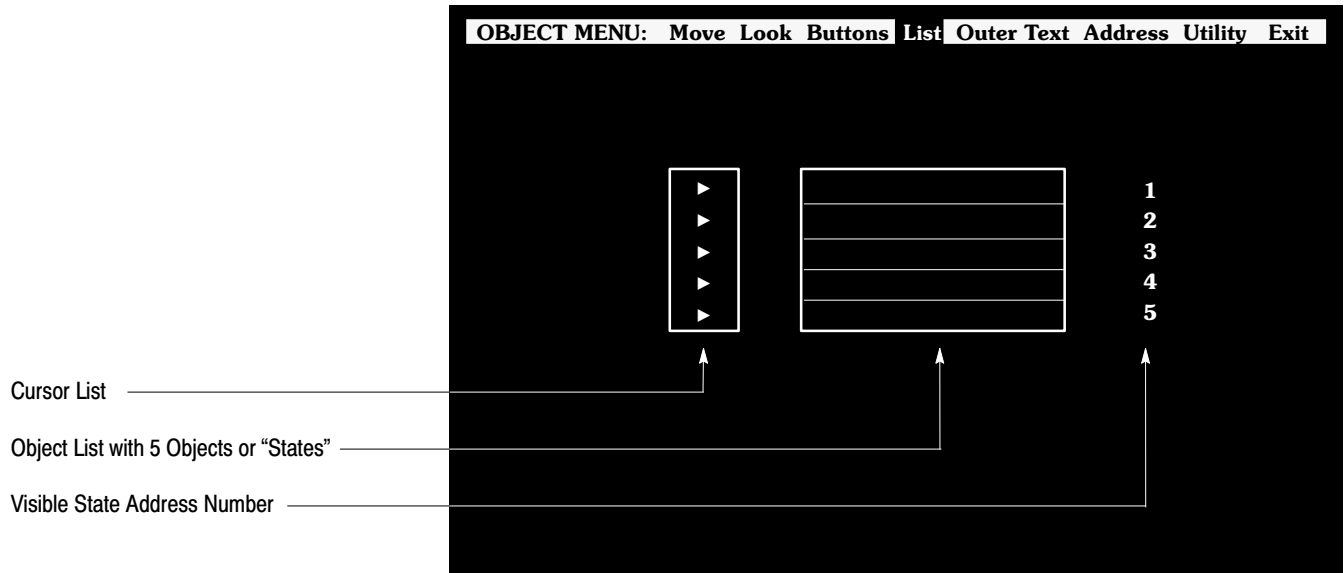 OBJECT MENU: Move Look Buttons List Outer Text Address Utility Exit
1
2
3
4
5
Cursor List
Object List with 5 Objects or “States”
Visible State Address Number